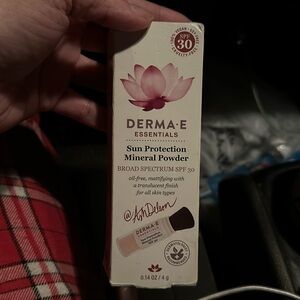 SPF
30
DERMA·E
ESSENTIALS
Sun Protection
Mineral Powder
BROAD SPECTRUM SPF 30
oil-free, mattifying with
a translucent finish
for all skin types
DERMA·E
ESSENTIALS
0.14 OZ / 4 g